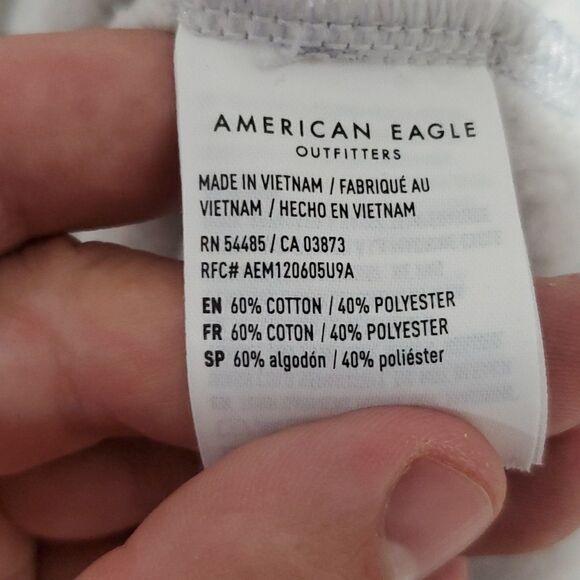 AMERICAN EAGLE
OUTFITTERS
MADE IN VIETNAM / FABRIQUÉ AU
VIETNAM / HECHO EN VIETNAM
RN 54485 / CA 03873
RFC# AEM120605U9A
EN 60% COTTON / 40% POLYESTER
FR 60% COTON / 40% POLYESTER
SP 60% algodón / 40% poliéster